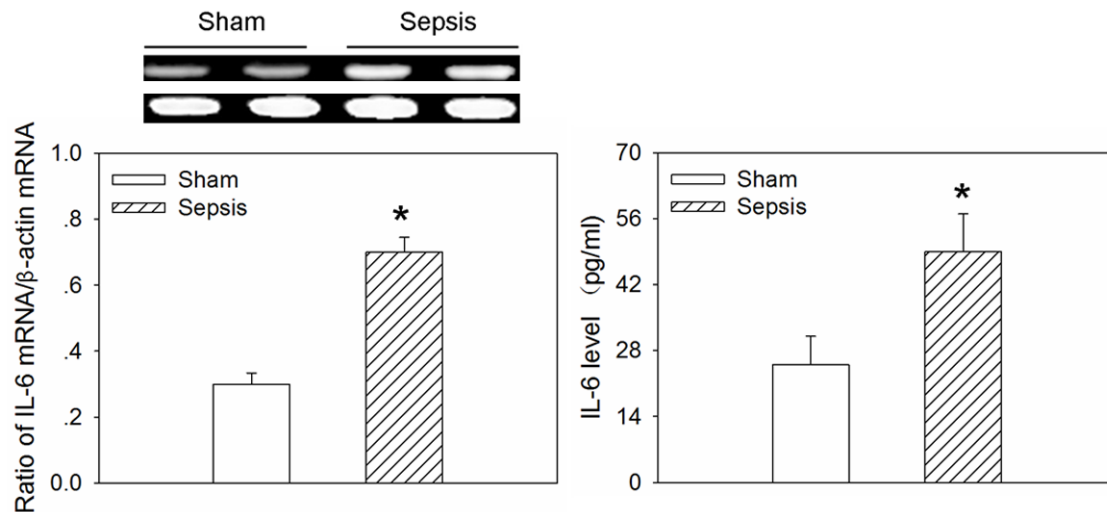 Sham Sepsis
Ratio of IL-6 mRNA/β-actin mRNA
1.0
.8
.6
.4
.2
0.0
Sham
Sepsis
*
IL-6 level （pg/ml)
70
56
42
28
14
0
Sham
Sepsis
*